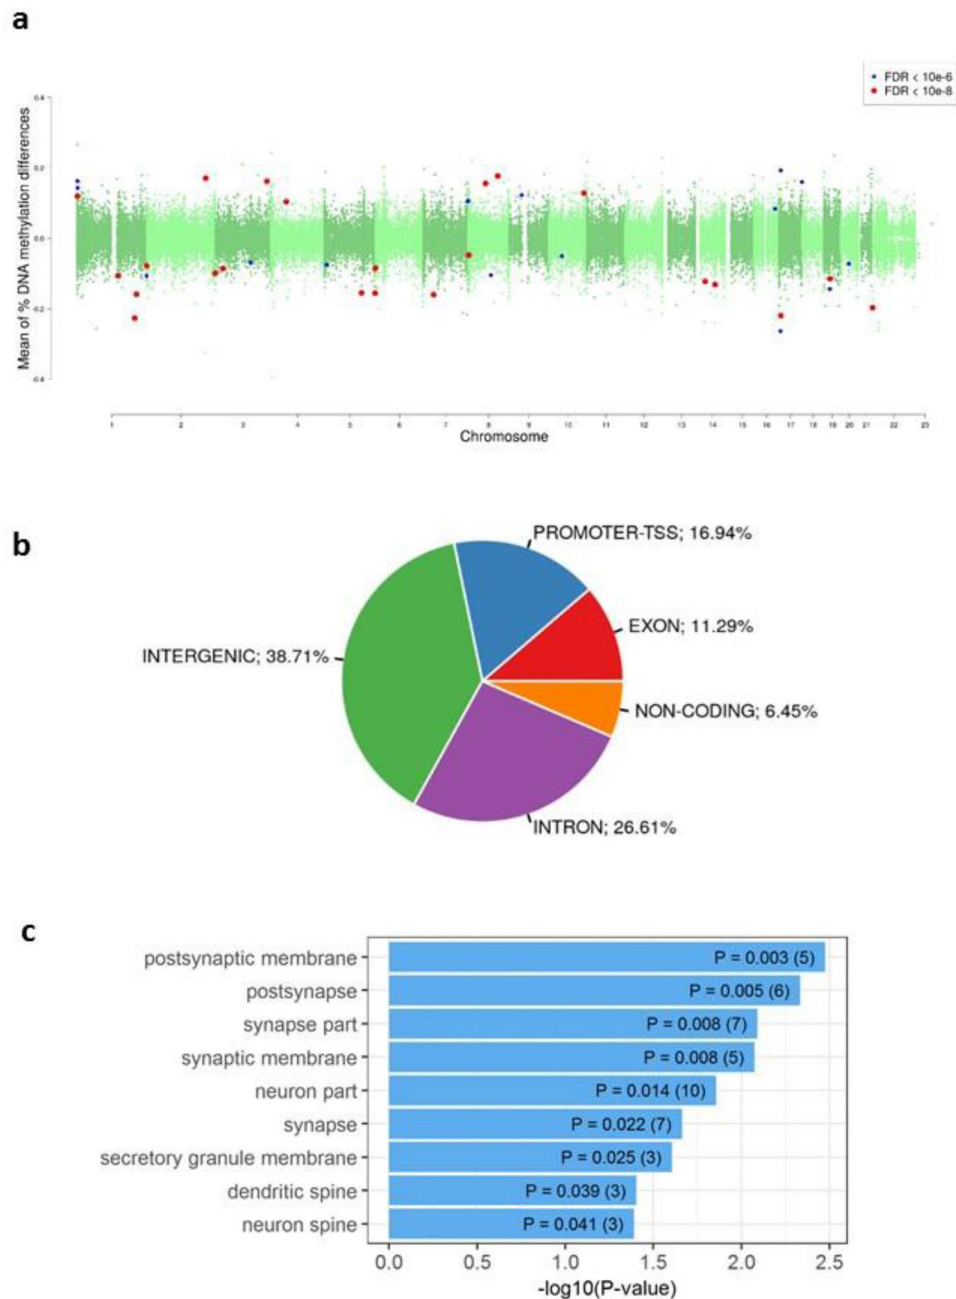 a
FDR < 10e-6
FDR < 10e-8
Mean of % DNA methylation differences
0.4
0.2
0.0
-0.2
-0.4
1 2 3 4 5 6 7 8 9 10 11 12 13 14 15 16 17 18 19 20 21 22 23
Chromosome
b
PROMOTER-TSS; 16.94%
EXON; 11.29%
INTERGENIC; 38.71%
NON-CODING; 6.45%
INTRON; 26.61%
c
postsynaptic membrane P = 0.003 (5)
postsynapse P = 0.005 (6)
synapse part P = 0.008 (7)
synaptic membrane P = 0.008 (5)
neuron part P = 0.014 (10)
synapse P = 0.022 (7)
secretory granule membrane P = 0.025 (3)
dendritic spine P = 0.039 (3)
neuron spine P = 0.041 (3)
0.0 0.5 1.0 1.5 2.0 2.5
-log10(P-value)